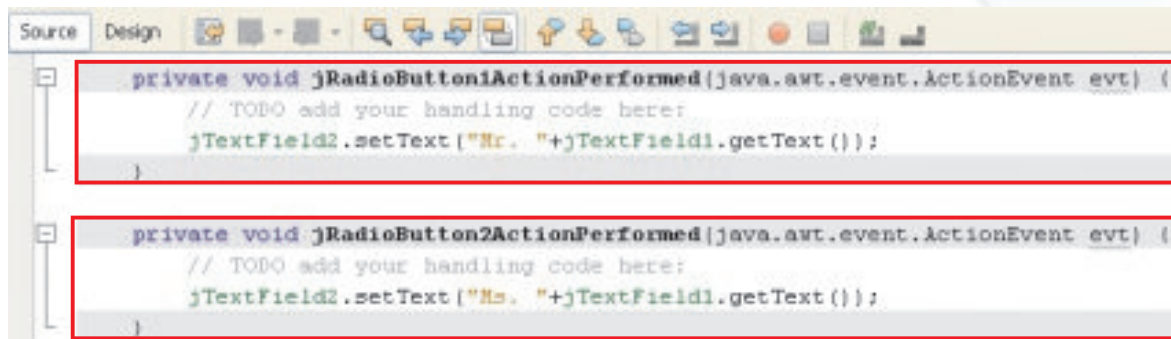 Source Design
private void jRadioButton1ActionPerformed(java.awt.event.ActionEvent evt) {
// TODO add your handling code here:
jTextField2.setText("Mr. "+jTextField1.getText());
}
private void jRadioButton2ActionPerformed(java.awt.event.ActionEvent evt) {
// TODO add your handling code here:
jTextField2.setText("Ms. "+jTextField1.getText());
}